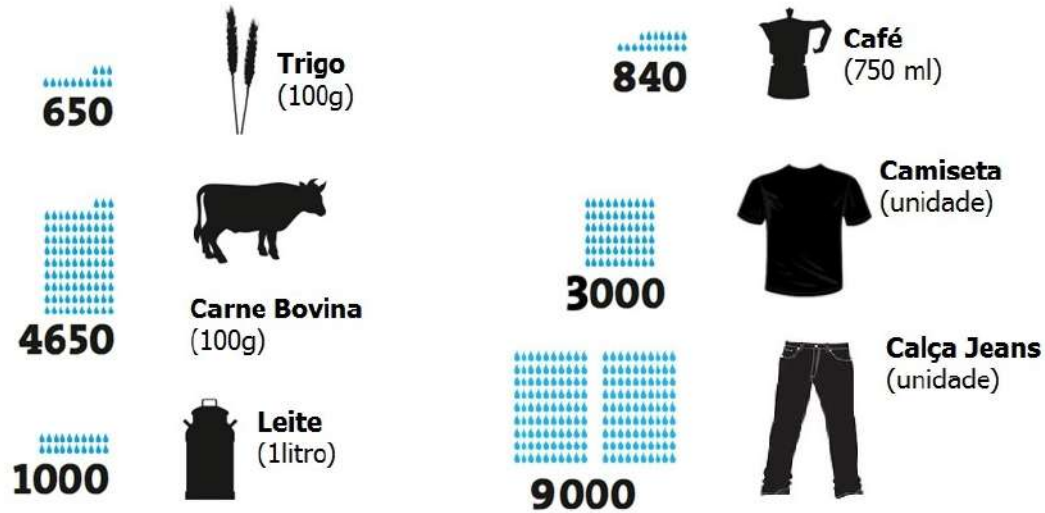 650
Trigo
(100g)
4650
Carne Bovina
(100g)
1000
Leite
(1litro)
840
Café
(750 ml)
3000
Camiseta
(unidade)
9000
Calça Jeans
(unidade)